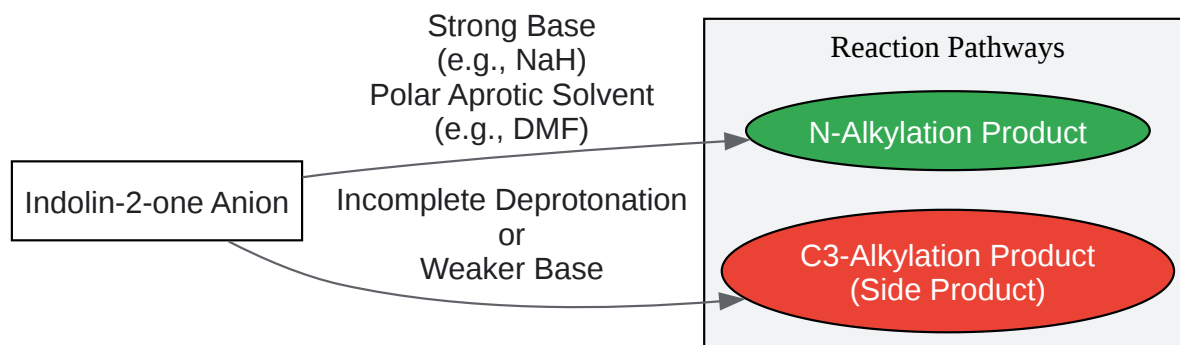 Strong Base
(e.g., NaH)
Polar Aprotic Solvent
(e.g., DMF)
Reaction Pathways
N-Alkylation Product
Indolin-2-one Anion
Incomplete Deprotonation
or
Weaker Base
C3-Alkylation Product
(Side Product)